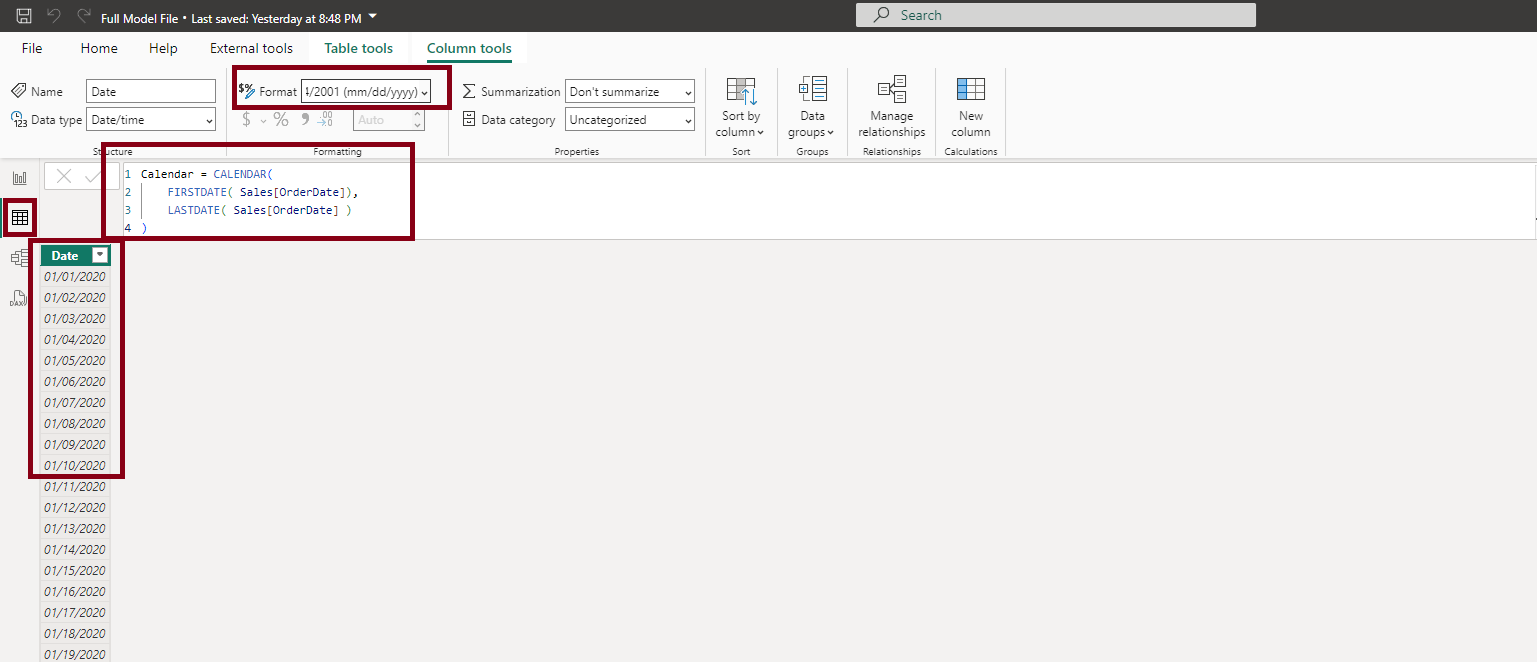 Full Model File • Last saved: Yesterday at 8:48 PM
Search
File Home Help External tools Table tools Column tools
Name Date
Data type Date/time
Structure
$% Format 4/2001 (mm/dd/yyyy)
$ % 9 .00 Auto
Formatting
Summarization Don't summarize
Data category Uncategorized
Properties
Sort by
column
Sort
Data
groups
Groups
Manage
relationships
Relationships
New
column
Calculations
1 Calendar = CALENDAR(
2 FIRSTDATE( Sales[OrderDate]),
3 LASTDATE( Sales[OrderDate] )
4 )
DAX
Date
01/01/2020
01/02/2020
01/03/2020
01/04/2020
01/05/2020
01/06/2020
01/07/2020
01/08/2020
01/09/2020
01/10/2020
01/11/2020
01/12/2020
01/13/2020
01/14/2020
01/15/2020
01/16/2020
01/17/2020
01/18/2020
01/19/2020